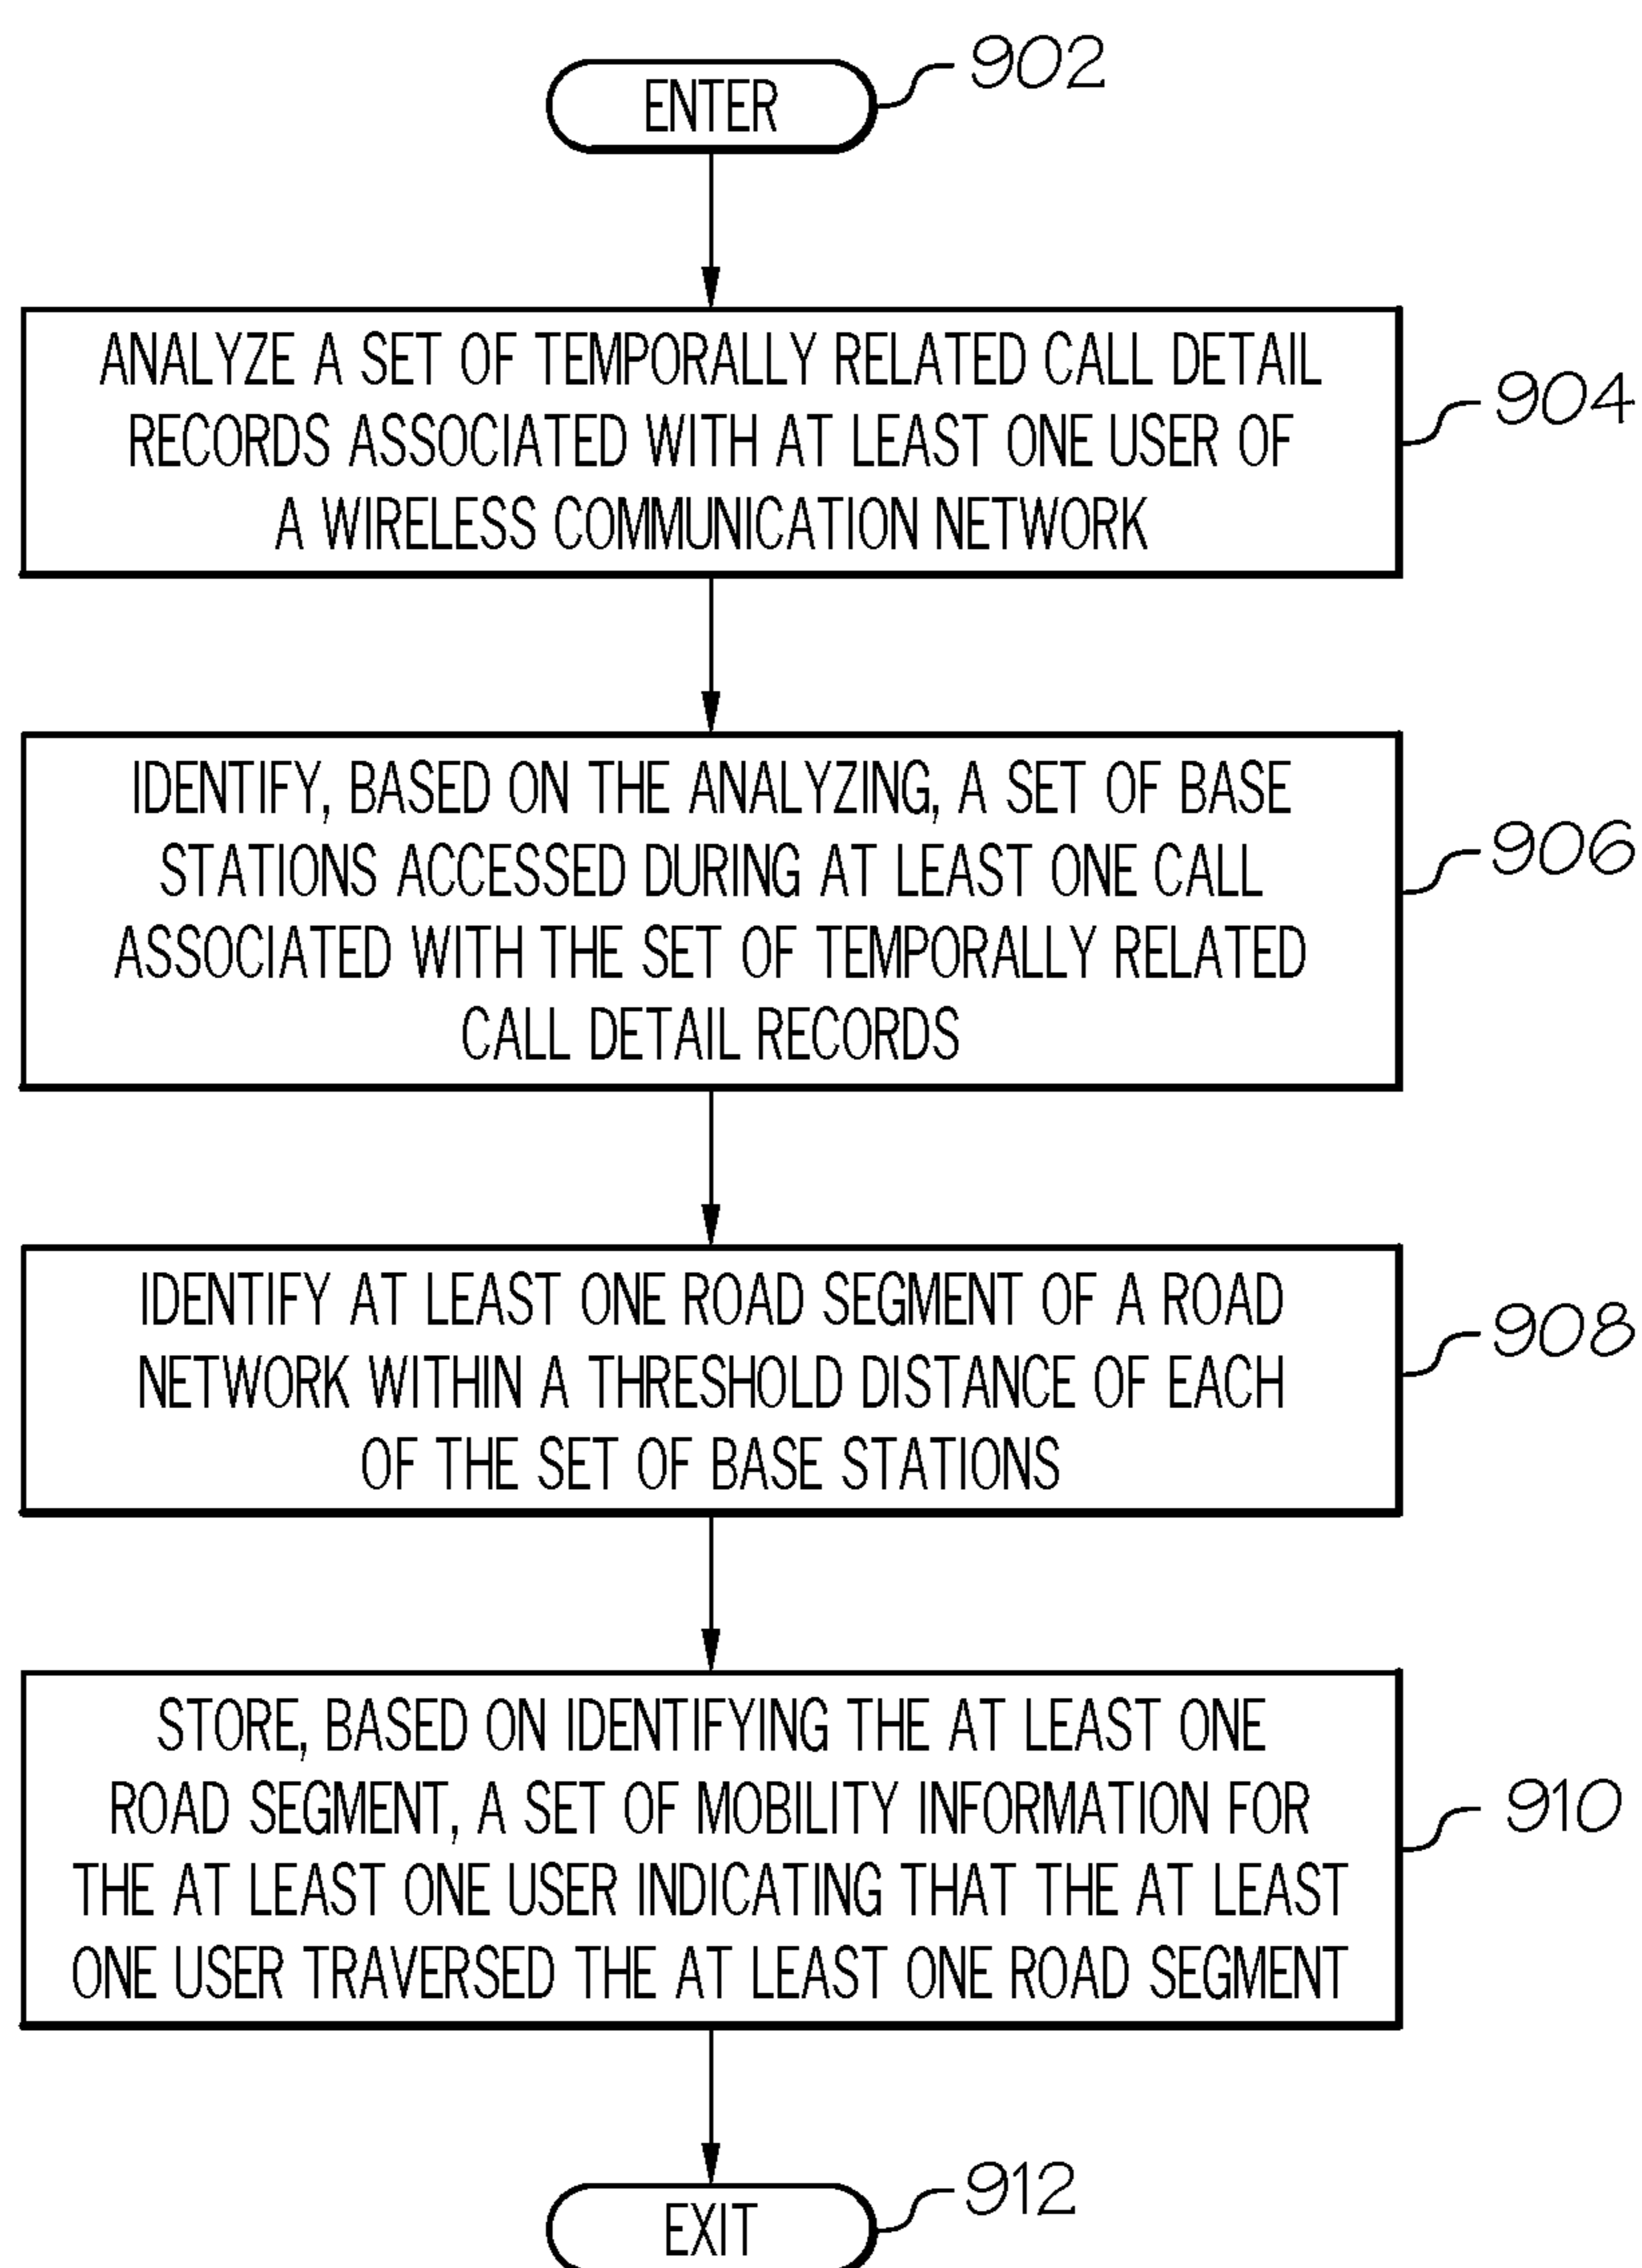 ENTER
902
ANALYZE A SET OF TEMPORALLY RELATED CALL DETAIL
RECORDS ASSOCIATED WITH AT LEAST ONE USER OF
A WIRELESS COMMUNICATION NETWORK
904
IDENTIFY, BASED ON THE ANALYZING, A SET OF BASE
STATIONS ACCESSED DURING AT LEAST ONE CALL
ASSOCIATED WITH THE SET OF TEMPORALLY RELATED
CALL DETAIL RECORDS
906
IDENTIFY AT LEAST ONE ROAD SEGMENT OF A ROAD
NETWORK WITHIN A THRESHOLD DISTANCE OF EACH
OF THE SET OF BASE STATIONS
908
STORE, BASED ON IDENTIFYING THE AT LEAST ONE
ROAD SEGMENT, A SET OF MOBILITY INFORMATION FOR
THE AT LEAST ONE USER INDICATING THAT THE AT LEAST
ONE USER TRAVERSED THE AT LEAST ONE ROAD SEGMENT
910
EXIT
912